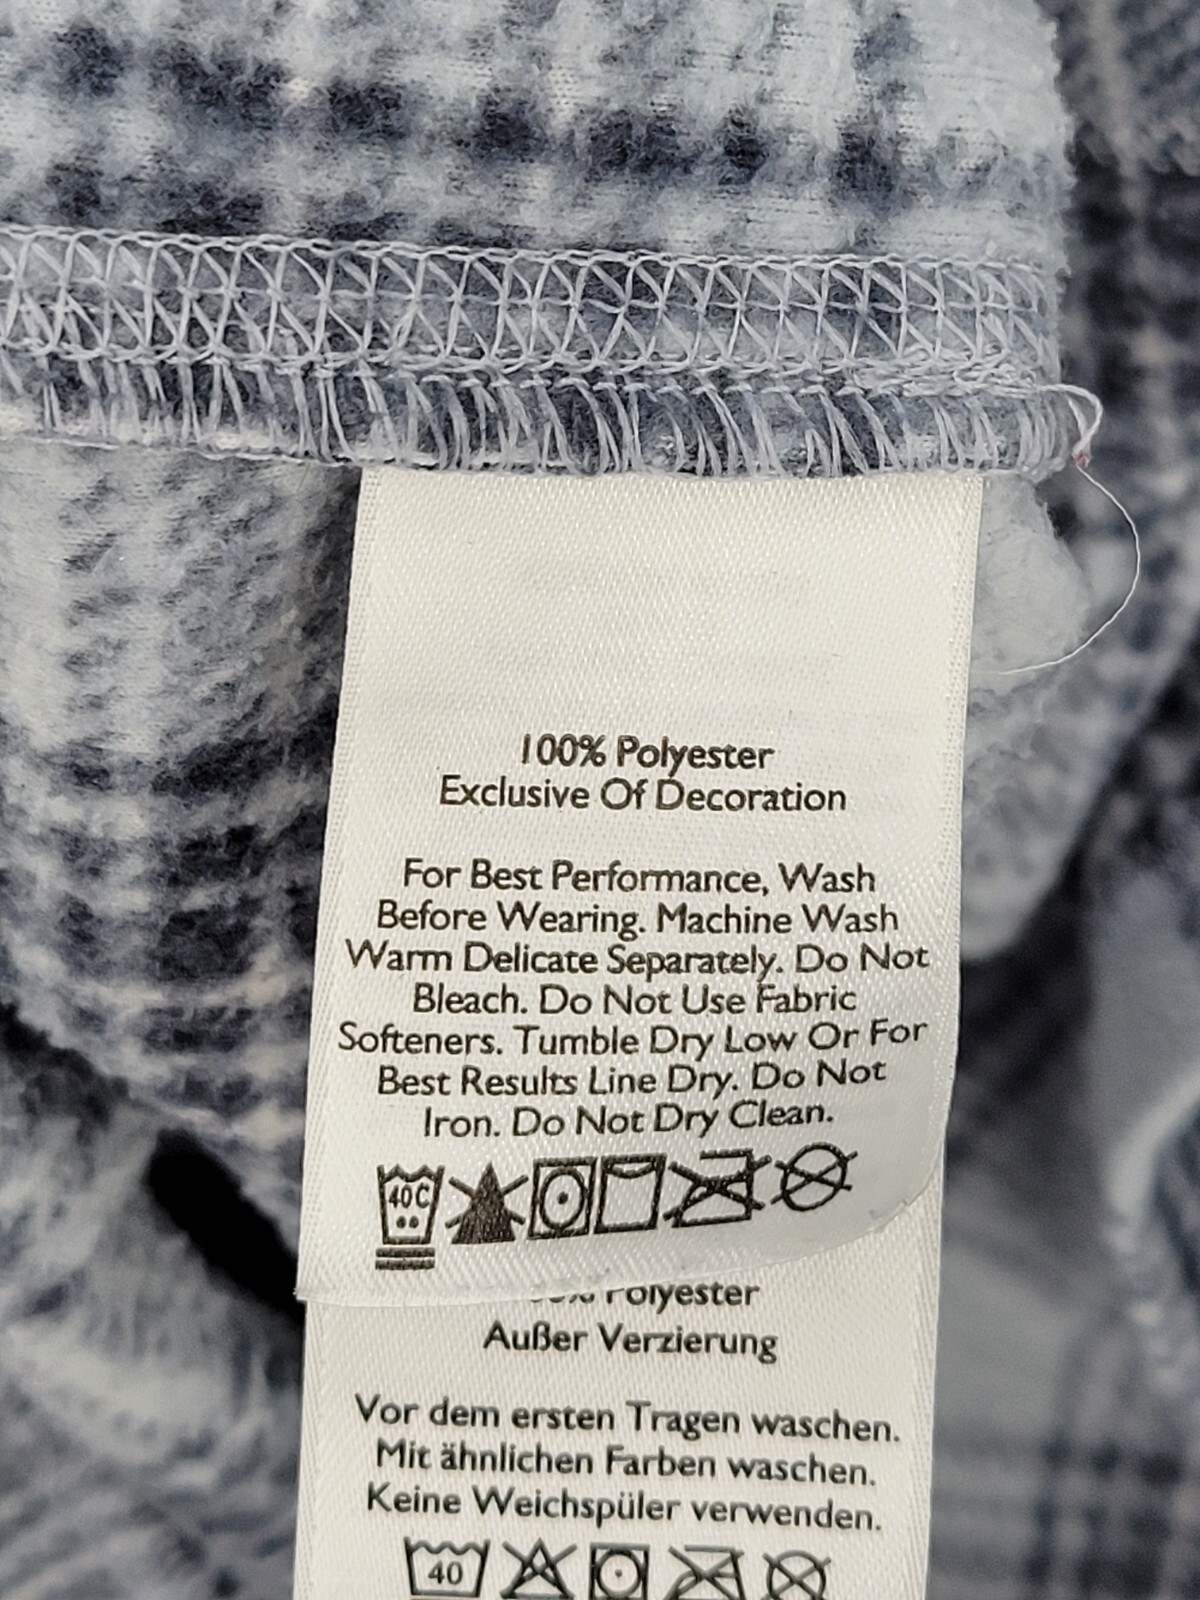 100% Polyester
Exclusive Of Decoration
For Best Performance, Wash
Before Wearing. Machine Wash
Warm Delicate Separately. Do Not
Bleach. Do Not Use Fabric
Softeners. Tumble Dry Low Or For
Best Results Line Dry. Do Not
Iron. Do Not Dry Clean.
40C
Polyester
Außer Verzierung
Vor dem ersten Tragen waschen.
Mit ähnlichen Farben waschen.
Keine Weichspüler verwenden.
40